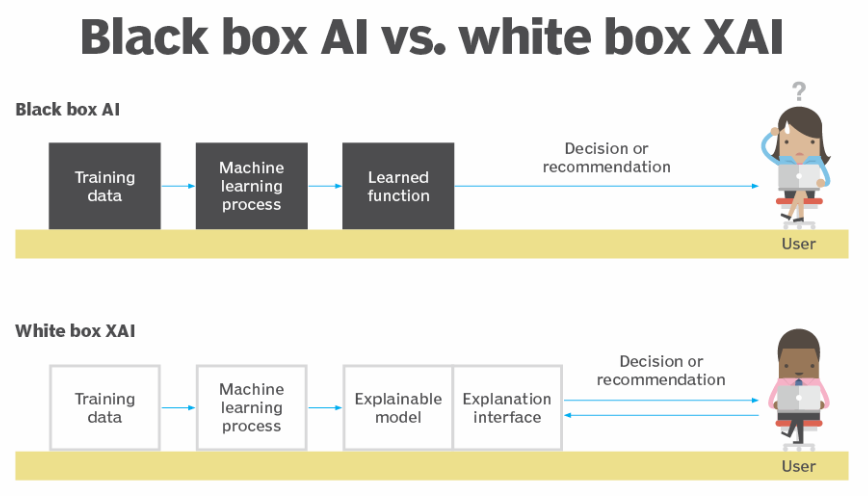 Black box AI vs. white box XAI
Black box AI
Training
data
Machine
learning
process
Learned
function
Decision or
recommendation
?
User
White box XAI
Training
data
Machine
learning
process
Explainable
model
Explanation
interface
Decision or
recommendation
User